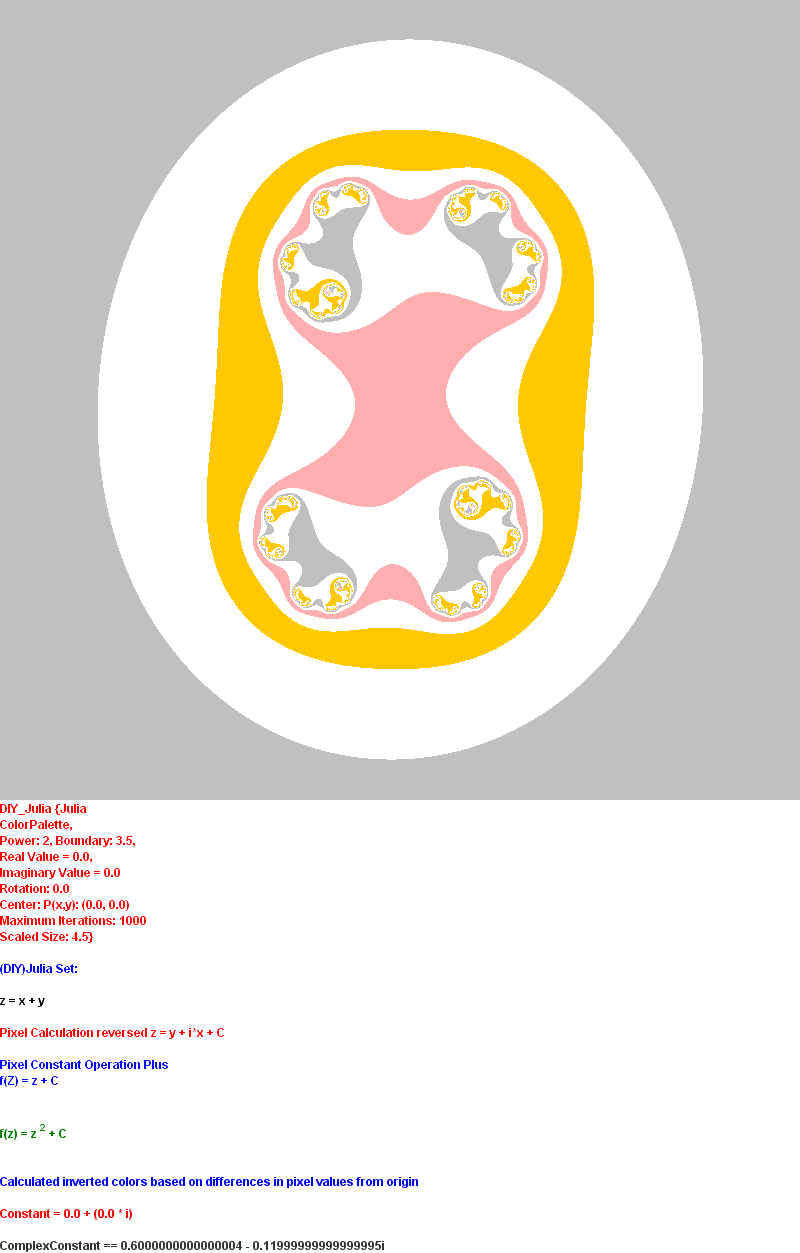 DIY_Julia {Julia
ColorPalette,
Power: 2, Boundary: 3.5,
Real Value = 0.0,
Imaginary Value = 0.0
Rotation: 0.0
Center: P(x,y): (0.0, 0.0)
Maximum Iterations: 1000
Scaled Size: 4.5}
(DIY)Julia Set:
z = x + y
Pixel Calculation reversed z = y + i*x + C
Pixel Constant Operation Plus
f(Z) = z + C
f(z) = z ² + C
Calculated inverted colors based on differences in pixel values from origin
Constant = 0.0 + (0.0 * i)
ComplexConstant == 0.6000000000000004 - 0.11999999999999995i